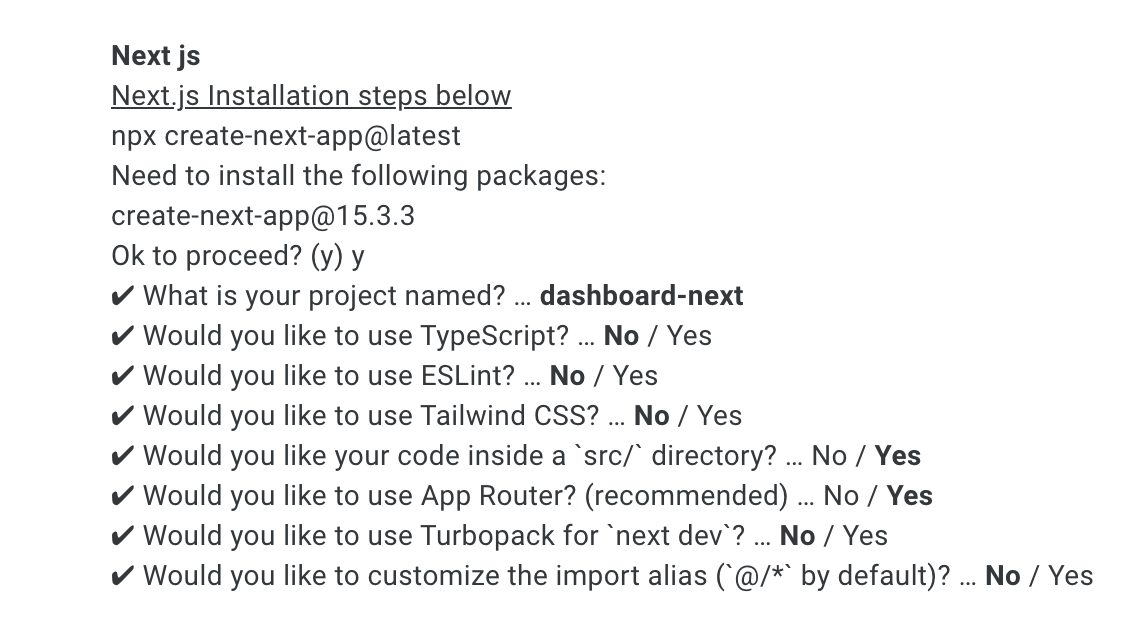 Next js
Next.js Installation steps below
npx create-next-app@latest
Need to install the following packages:
create-next-app@15.3.3
Ok to proceed? (y) y
✔ What is your project named? … dashboard-next
✔ Would you like to use TypeScript? … No / Yes
✔ Would you like to use ESLint? … No / Yes
✔ Would you like to use Tailwind CSS? … No / Yes
✔ Would you like your code inside a `src/` directory? … No / Yes
✔ Would you like to use App Router? (recommended) … No / Yes
✔ Would you like to use Turbopack for `next dev`? … No / Yes
✔ Would you like to customize the import alias (`@/*` by default)? … No / Yes